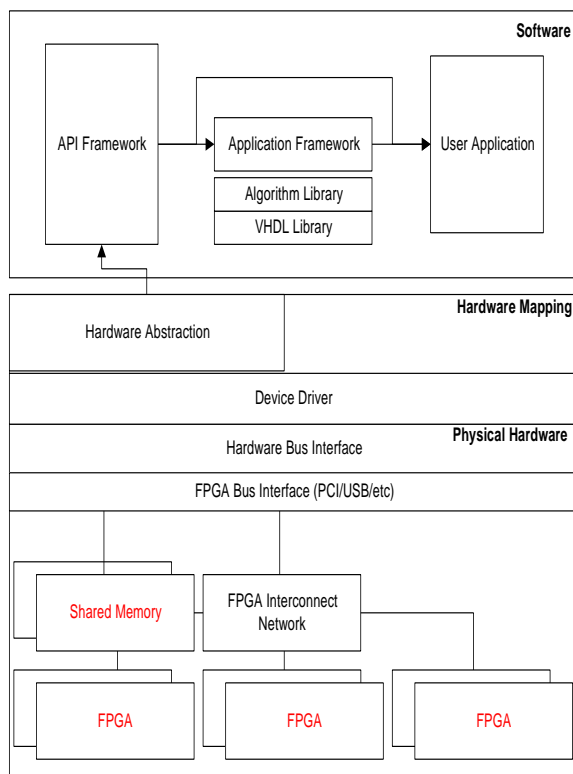 Software
API Framework
Application Framework
User Application
Algorithm Library
VHDL Library
Hardware Mapping
Hardware Abstraction
Device Driver
Physical Hardware
Hardware Bus Interface
FPGA Bus Interface (PCI/USB/etc)
Shared Memory
FPGA Interconnect
Network
FPGA
FPGA
FPGA